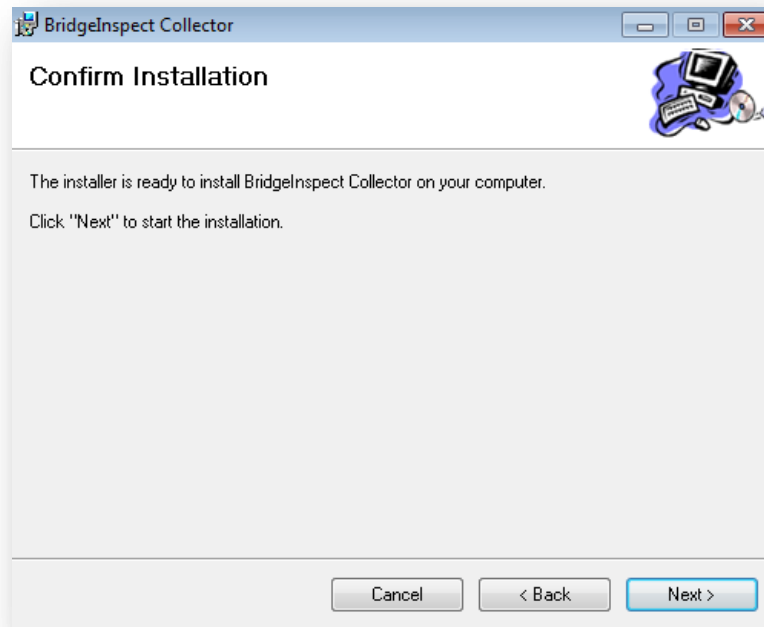 BridgeInspect Collector
Confirm Installation
The installer is ready to install BridgeInspect Collector on your computer.
Click "Next" to start the installation.
Cancel
< Back
Next >